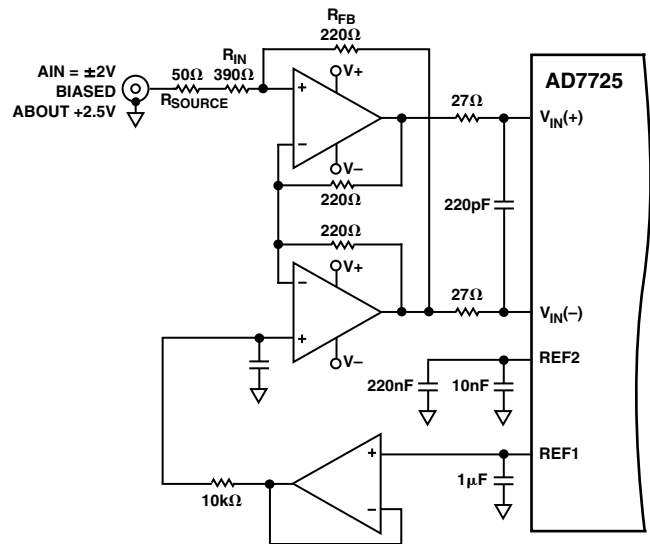 AIN = ±2V
BIASED
ABOUT +2.5V
50Ω
RSOURCE
RIN
390Ω
RFB
220Ω
V+
+
−
V−
220Ω
220Ω
V+
−
+
V−
27Ω
220pF
27Ω
AD7725
VIN(+)
VIN(−)
REF2
220nF
10nF
REF1
1μF
10kΩ
+
−